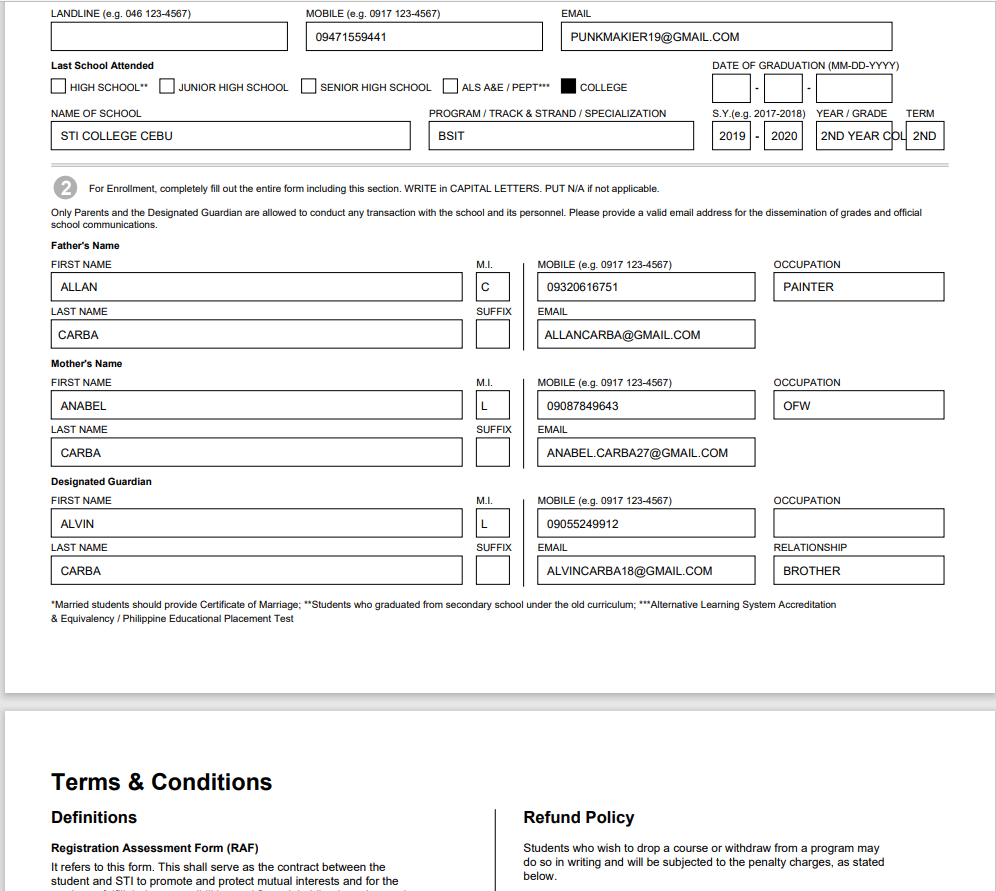 LANDLINE (e.g. 046 123-4567) MOBILE (e.g. 0917 123-4567) EMAIL
09471559441 PUNKMAKIER19@GMAIL.COM
Last School Attended DATE OF GRADUATION (MM-DD-YYYY)
HIGH SCHOOL** JUNIOR HIGH SCHOOL SENIOR HIGH SCHOOL ALS A&E / PEPT*** COLLEGE - -
NAME OF SCHOOL PROGRAM / TRACK & STRAND / SPECIALIZATION S.Y.(e.g. 2017-2018) YEAR / GRADE TERM
STI COLLEGE CEBU BSIT 2019 - 2020 2ND YEAR COL 2ND
2 For Enrollment, completely fill out the entire form including this section. WRITE in CAPITAL LETTERS. PUT N/A if not applicable.
Only Parents and the Designated Guardian are allowed to conduct any transaction with the school and its personnel. Please provide a valid email address for the dissemination of grades and official
school communications.
Father's Name
FIRST NAME M.I. MOBILE (e.g. 0917 123-4567) OCCUPATION
ALLAN C 09320616751 PAINTER
LAST NAME SUFFIX EMAIL
CARBA ALLANCARBA@GMAIL.COM
Mother's Name
FIRST NAME M.I. MOBILE (e.g. 0917 123-4567) OCCUPATION
ANABEL L 09087849643 OFW
LAST NAME SUFFIX EMAIL
CARBA ANABEL.CARBA27@GMAIL.COM
Designated Guardian
FIRST NAME M.I. MOBILE (e.g. 0917 123-4567) OCCUPATION
ALVIN L 09055249912
LAST NAME SUFFIX EMAIL RELATIONSHIP
CARBA ALVINCARBA18@GMAIL.COM BROTHER
*Married students should provide Certificate of Marriage; **Students who graduated from secondary school under the old curriculum; ***Alternative Learning System Accreditation
& Equivalency / Philippine Educational Placement Test
Terms & Conditions
Definitions
Registration Assessment Form (RAF)
It refers to this form. This shall serve as the contract between the
student and STI to promote and protect mutual interests and for the
Refund Policy
Students who wish to drop a course or withdraw from a program may
do so in writing and will be subjected to the penalty charges, as stated
below.